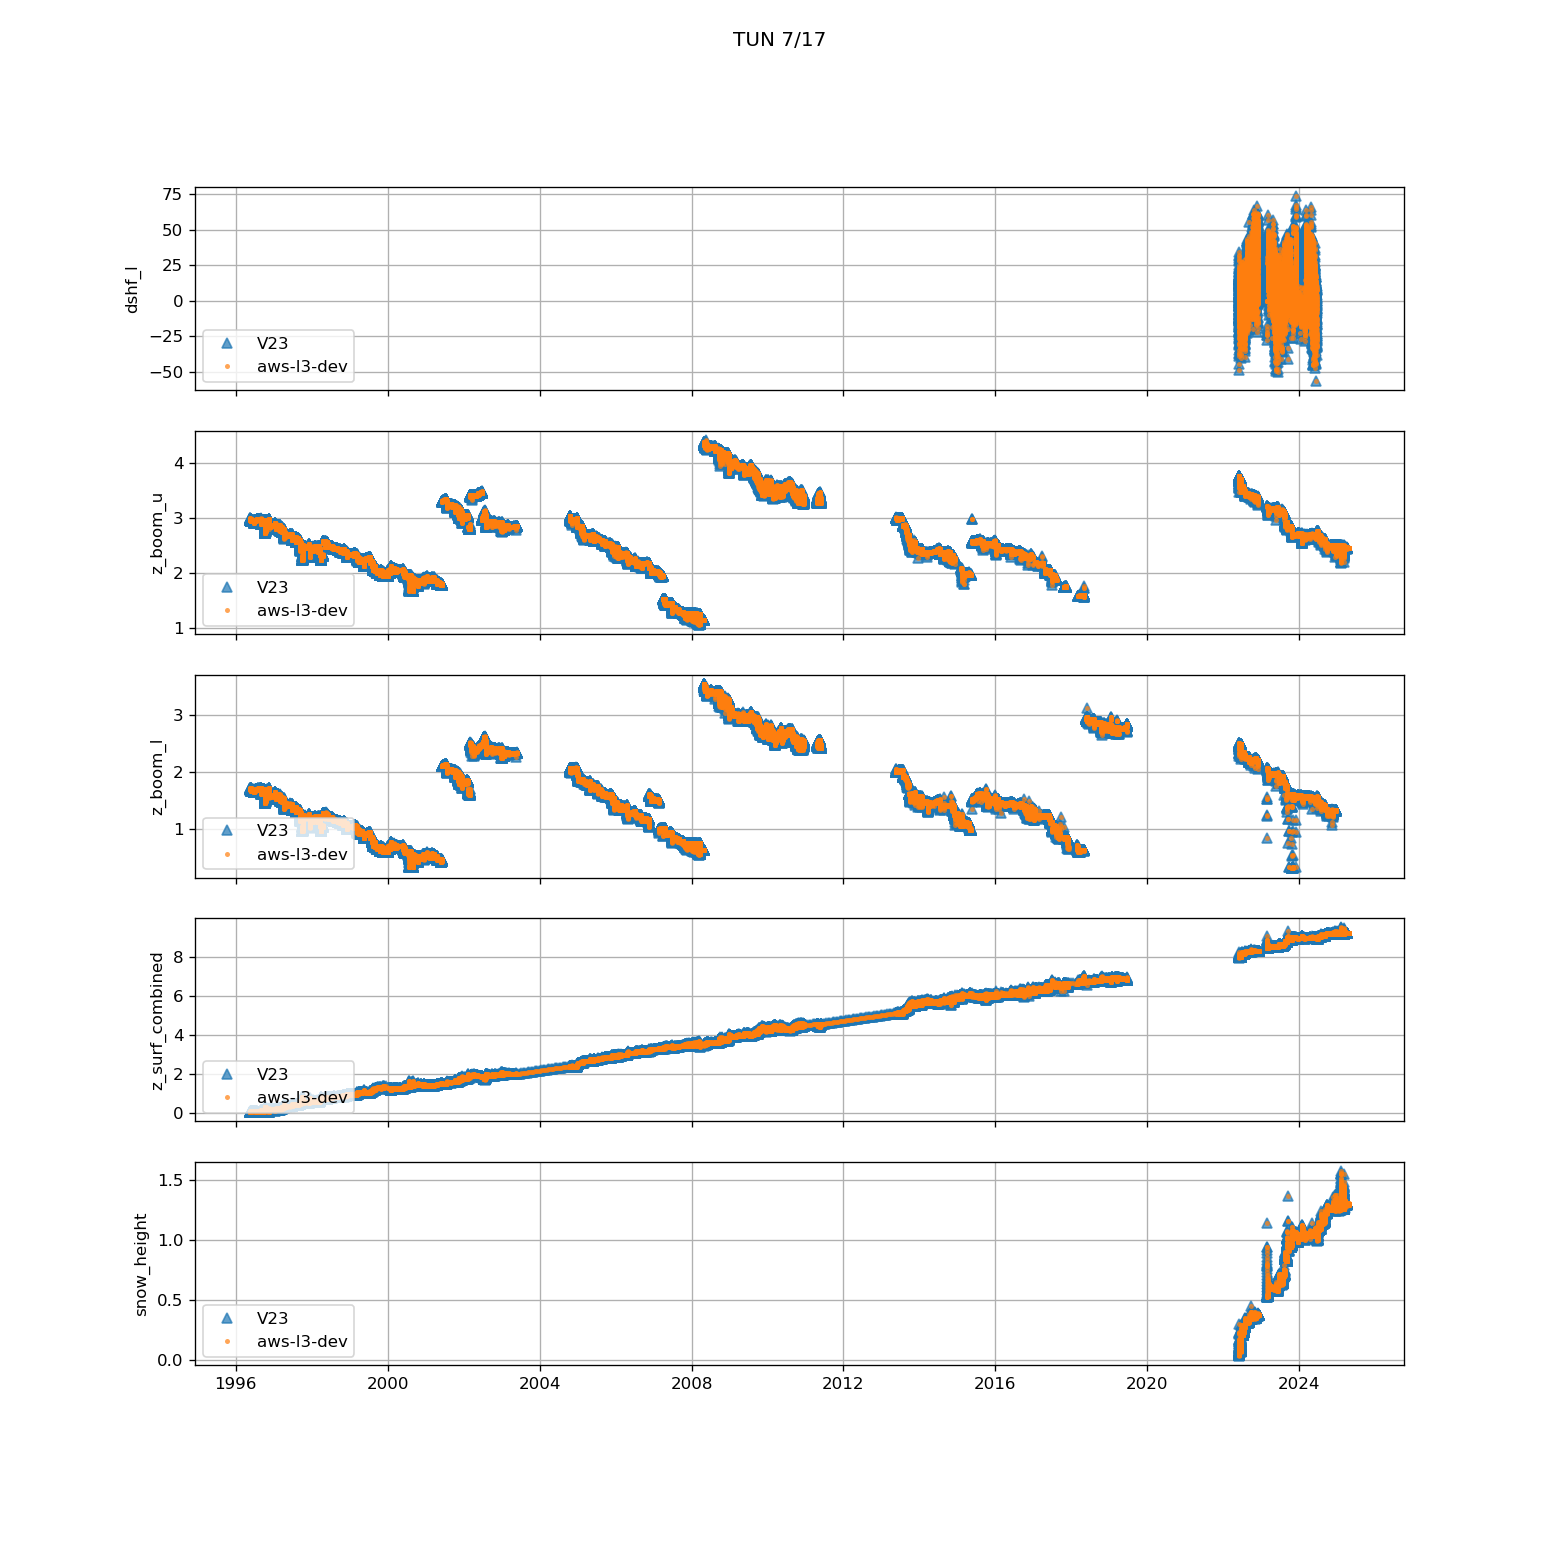 TUN 7/17
75
50
25
0
−25
−50
dshf_l
V23
aws-l3-dev
4
3
2
1
z_boom_u
V23
aws-l3-dev
3
2
1
z_boom_l
V23
aws-l3-dev
8
6
4
2
0
z_surf_combined
V23
aws-l3-dev
1.5
1.0
0.5
0.0
snow_height
V23
aws-l3-dev
1996 2000 2004 2008 2012 2016 2020 2024